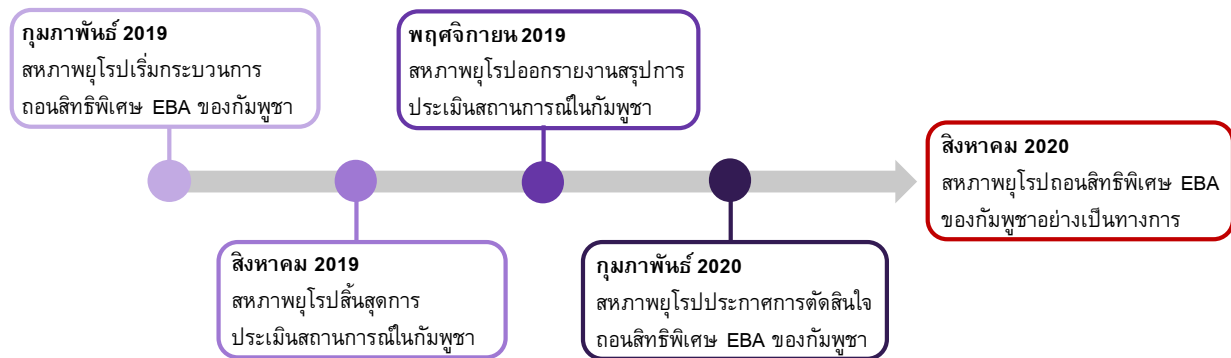 กุมภาพันธ์ 2019
สหภาพยุโรปเริ่มกระบวนการ
ถอนสิทธิพิเศษ EBA ของกัมพูชา
สิงหาคม 2019
สหภาพยุโรปสิ้นสุดการ
ประเมินสถานการณ์ในกัมพูชา
พฤศจิกายน 2019
สหภาพยุโรปออกรายงานสรุปการ
ประเมินสถานการณ์ในกัมพูชา
กุมภาพันธ์ 2020
สหภาพยุโรปประกาศการตัดสินใจ
ถอนสิทธิพิเศษ EBA ของกัมพูชา
สิงหาคม 2020
สหภาพยุโรปถอนสิทธิพิเศษ EBA
ของกัมพูชาอย่างเป็นทางการ